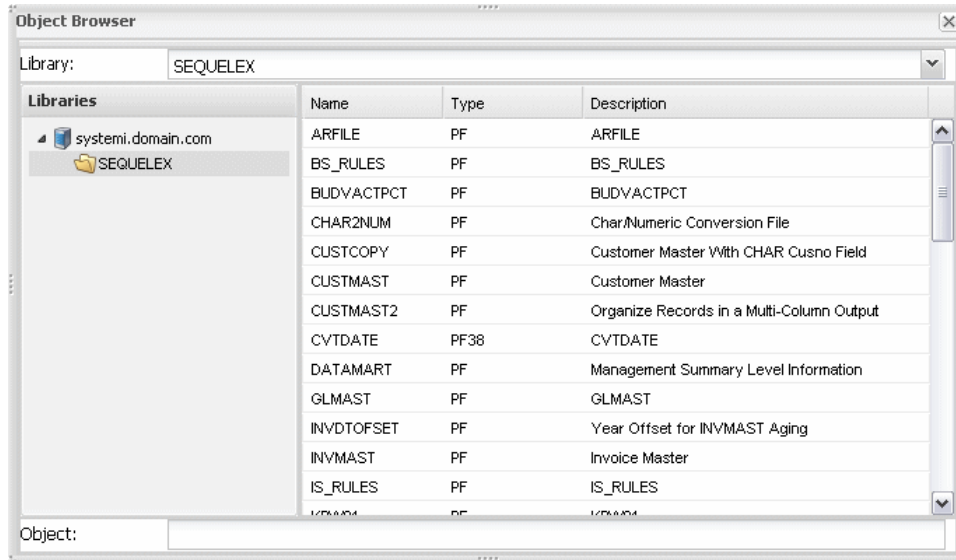 Object Browser
Library: SEQUELEX
Libraries
systemi.domain.com
SEQUELEX
Name Type Description
ARFILE PF ARFILE
BS_RULES PF BS_RULES
BUDVACTPCT PF BUDVACTPCT
CHAR2NUM PF Char/Numeric Conversion File
CUSTCOPY PF Customer Master With CHAR Cusno Field
CUSTMAST PF Customer Master
CUSTMAST2 PF Organize Records in a Multi-Column Output
CVTDATE PF38 CVTDATE
DATAMART PF Management Summary Level Information
GLMAST PF GLMAST
INVDTOFSET PF Year Offset for INVMAST Aging
INVMAST PF Invoice Master
IS_RULES PF IS_RULES
Object: